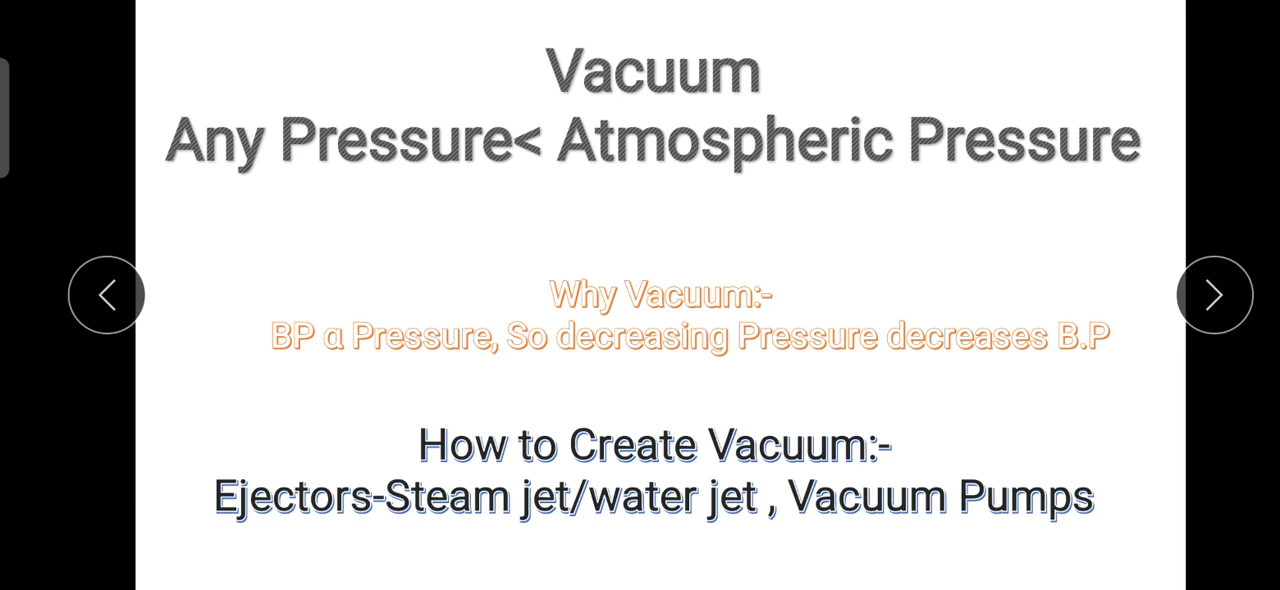 Vacuum
Any Pressure< Atmospheric Pressure
Why Vacuum:-
BP α Pressure, So decreasing Pressure decreases B.P
How to Create Vacuum:-
Ejectors-Steam jet/water jet , Vacuum Pumps